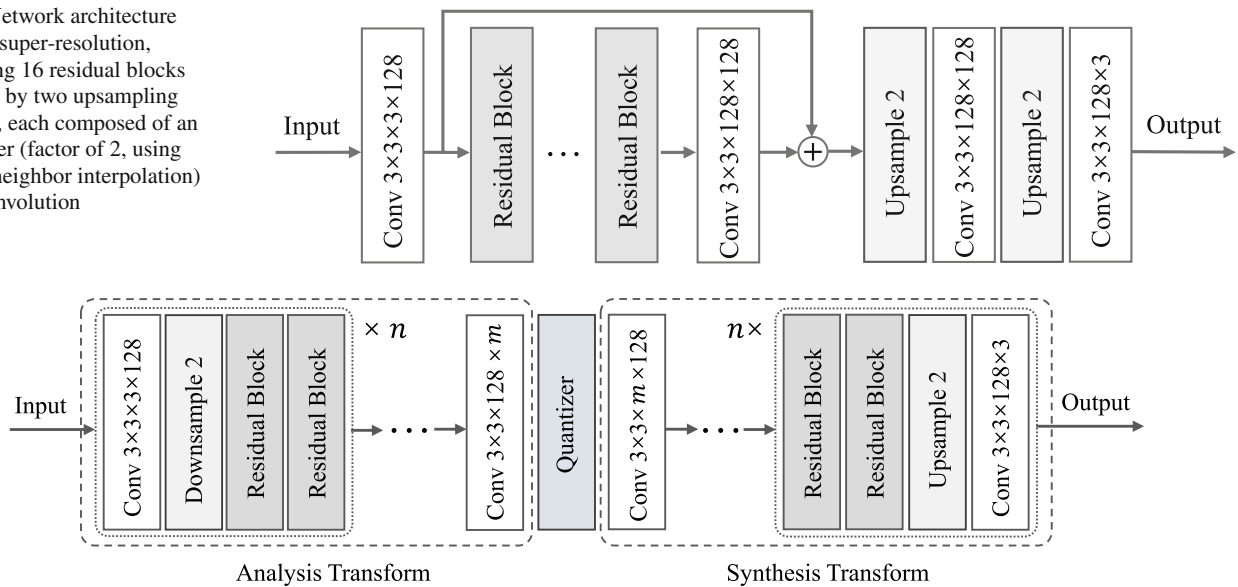 Network architecture
super-resolution,
16 residual blocks
by two upsampling
each composed of an
(factor of 2, using
neighbor interpolation)
Input
Conv 3×3×3×128
Residual Block
...
Residual Block
Conv 3×3×128×128
+
Upsample 2
Conv 3×3×128×128
Upsample 2
Conv 3×3×128×3
Output
Input
Conv 3×3×3×128
Downsample 2
Residual Block
Residual Block
× n
...
Conv 3×3×128 × m
Quantizer
Conv 3×3× m ×128
...
n×
Residual Block
Residual Block
Upsample 2
Conv 3×3×128×3
Output
Analysis Transform
Synthesis Transform